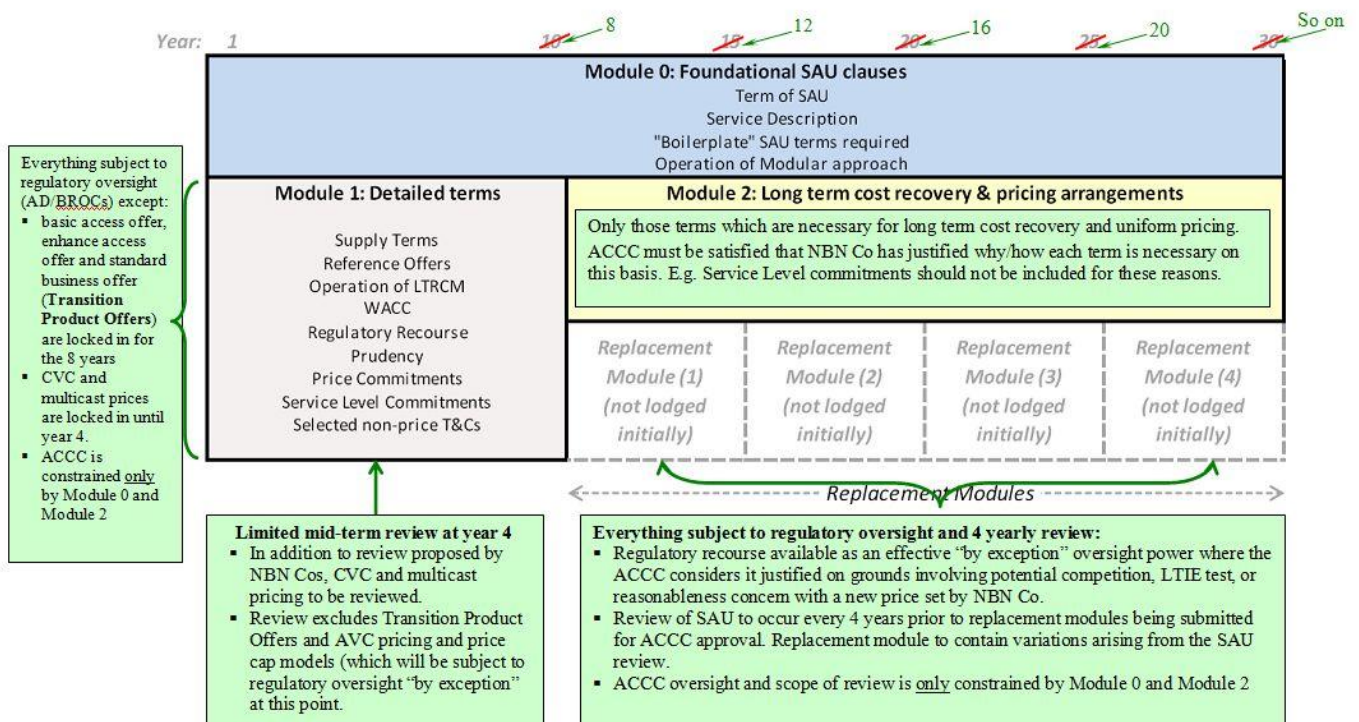 Year: 1 10 8 15 12 20 16 25 20 30 So on
Module 0: Foundational SAU clauses
Term of SAU
Service Description
"Boilerplate" SAU terms required
Operation of Modular approach
Everything subject to
regulatory oversight
(AD/BROCs) except:
▪ basic access offer,
enhance access
offer and standard
business offer
(Transition
Product Offers)
are locked in for
the 8 years
▪ CVC and
multicast prices
are locked in until
year 4.
▪ ACCC is
constrained only
by Module 0 and
Module 2
Module 1: Detailed terms
Supply Terms
Reference Offers
Operation of LTRCM
WACC
Regulatory Recourse
Prudency
Price Commitments
Service Level Commitments
Selected non-price T&Cs
Module 2: Long term cost recovery & pricing arrangements
Only those terms which are necessary for long term cost recovery and uniform pricing.
ACCC must be satisfied that NBN Co has justified why/how each term is necessary on
this basis. E.g. Service Level commitments should not be included for these reasons.
Replacement
Module (1)
(not lodged
initially)
Replacement
Module (2)
(not lodged
initially)
Replacement
Module (3)
(not lodged
initially)
Replacement
Module (4)
(not lodged
initially)
Replacement Modules
Limited mid-term review at year 4
▪ In addition to review proposed by
NBN Cos, CVC and multicast
pricing to be reviewed.
▪ Review excludes Transition Product
Offers and AVC pricing and price
cap models (which will be subject to
regulatory oversight “by exception”
at this point.
Everything subject to regulatory oversight and 4 yearly review:
▪ Regulatory recourse available as an effective “by exception” oversight power where the
ACCC considers it justified on grounds involving potential competition, LTIE test, or
reasonableness concern with a new price set by NBN Co.
▪ Review of SAU to occur every 4 years prior to replacement modules being submitted
for ACCC approval. Replacement module to contain variations arising from the SAU
review.
▪ ACCC oversight and scope of review is only constrained by Module 0 and Module 2